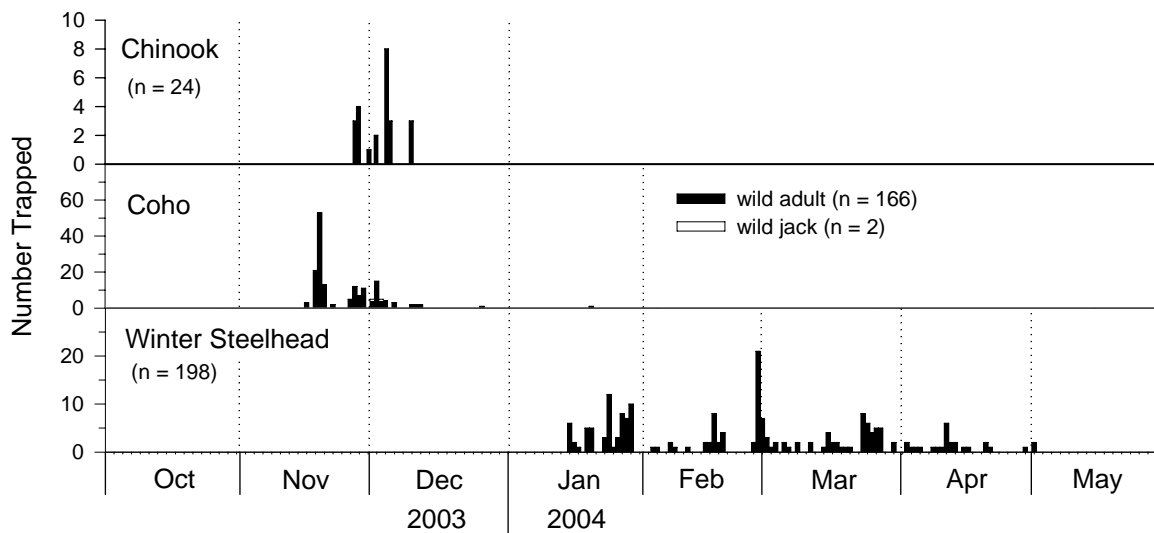 Number Trapped
10
8
6
4
2
0
Chinook
(n = 24)
60
40
20
0
Coho
wild adult (n = 166)
wild jack (n = 2)
20
10
0
Winter Steelhead
(n = 198)
Oct Nov Dec Jan Feb Mar Apr May
2003 2004